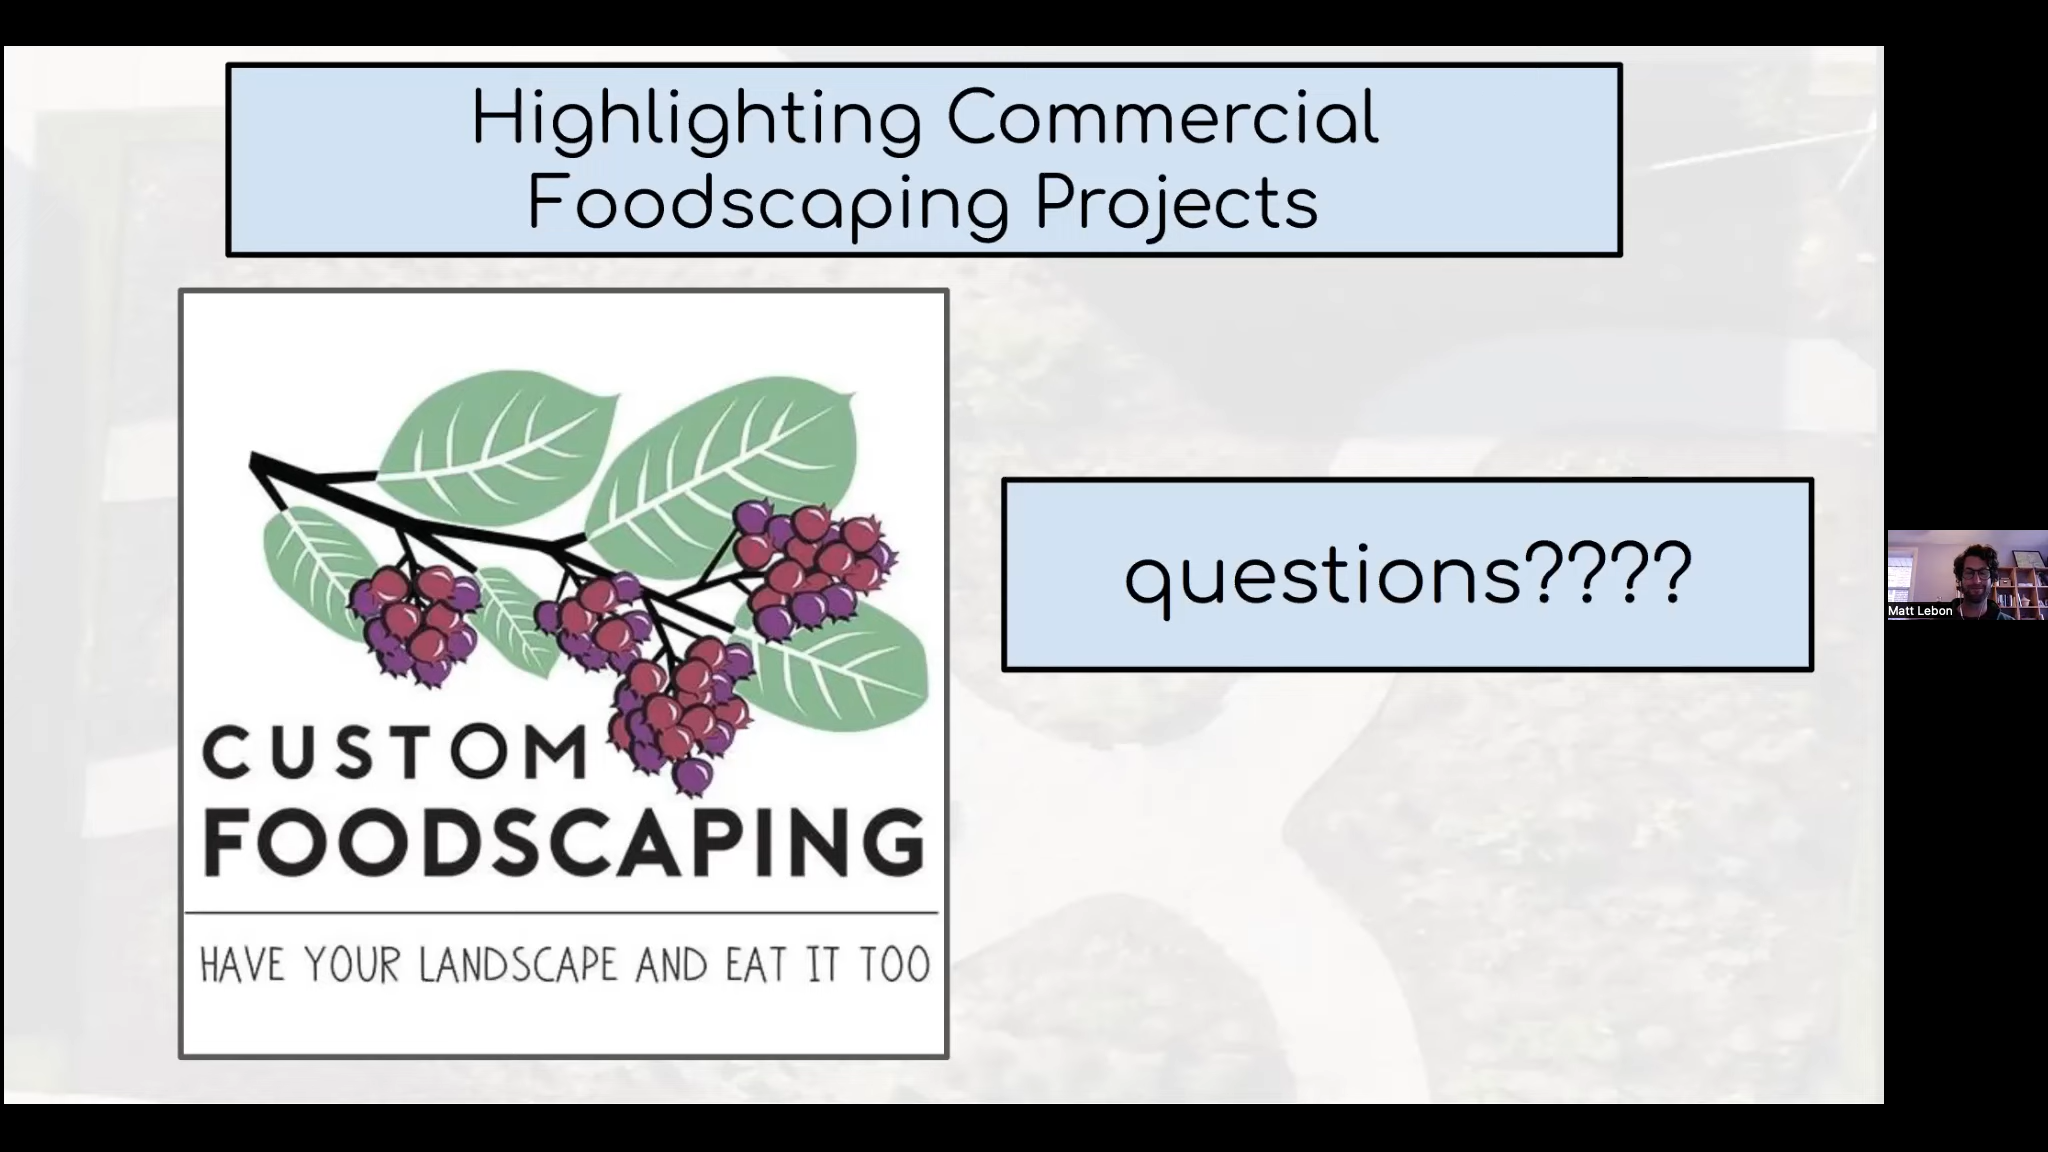 Highlighting Commercial
Foodscaping Projects
CUSTOM
FOODSCAPING
HAVE YOUR LANDSCAPE AND EAT IT TOO
questions????
Matt Lebon